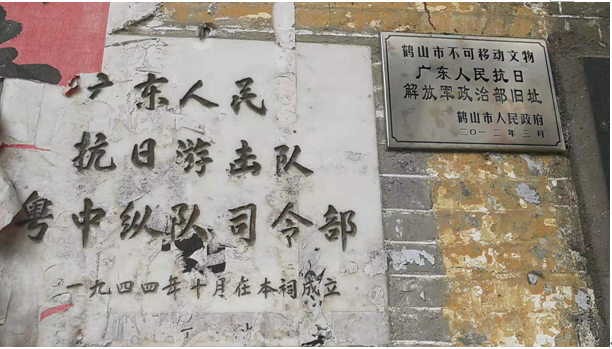 广东人民
抗日游击队
粤中纵队司令部
一九四四年十月在本祠成立
鹤山市不可移动文物
广东人民抗日
解放军政治部旧址
鹤山市人民政府
二〇一二年三月